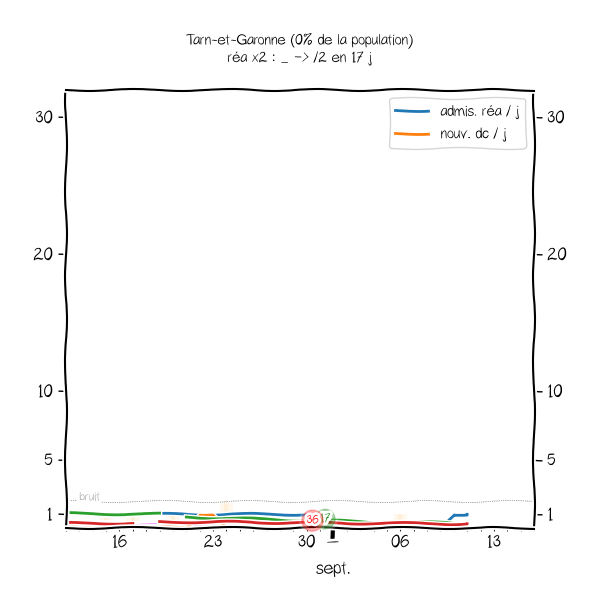 Tarn-et-Garonne (0% de la population)
réa x2 : _ -> /2 en 17 j
admis. réa / j
nouv. dc / j
30
30
20
20
10
10
5
5
... bruit
1
1
36
16
23
30
06
13
sept.